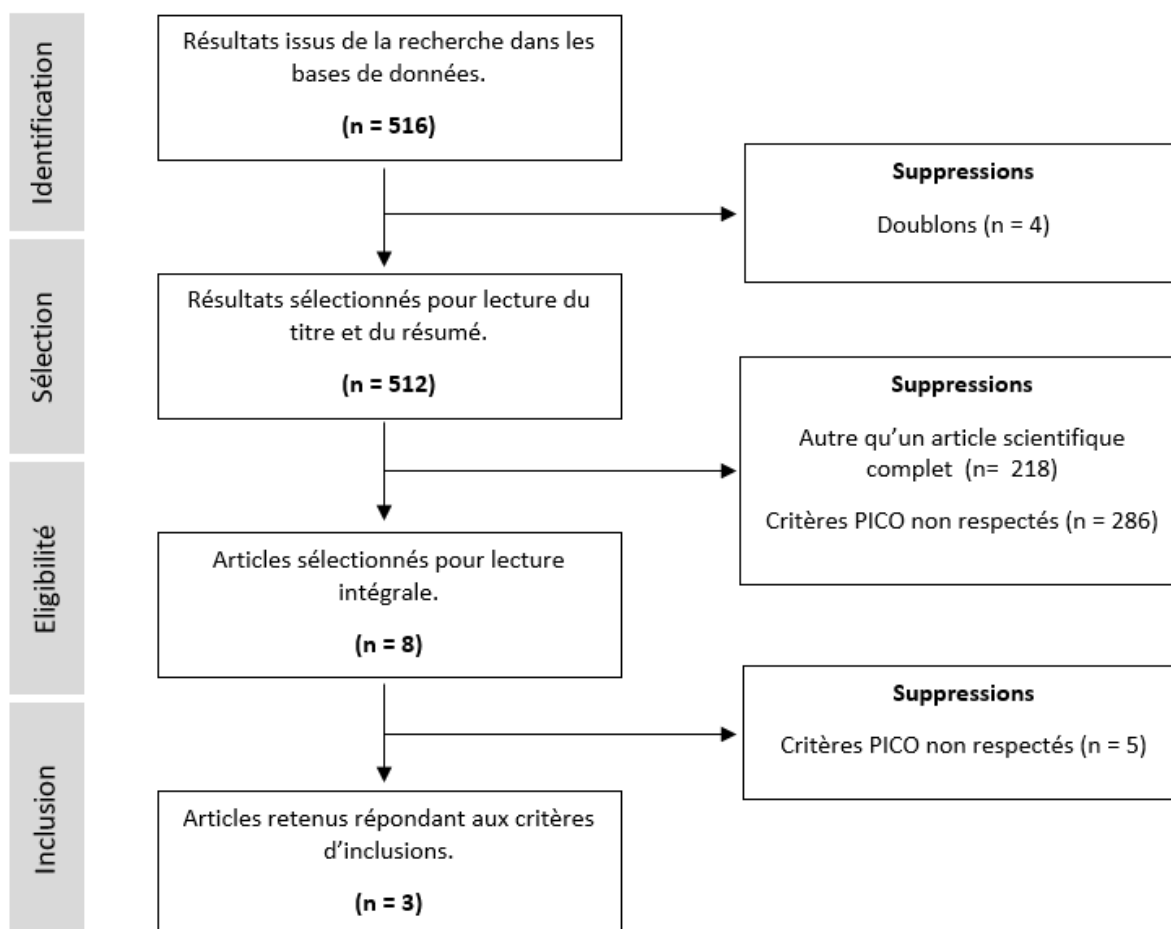 Identification
Résultats issus de la recherche dans les
bases de données.
(n = 516)
Suppressions
Doublons (n = 4)
Sélection
Résultats sélectionnés pour lecture du
titre et du résumé.
(n = 512)
Suppressions
Autre qu’un article scientifique
complet (n= 218)
Critères PICO non respectés (n = 286)
Eligibilité
Articles sélectionnés pour lecture
intégrale.
(n = 8)
Suppressions
Critères PICO non respectés (n = 5)
Inclusion
Articles retenus répondant aux critères
d’inclusions.
(n = 3)